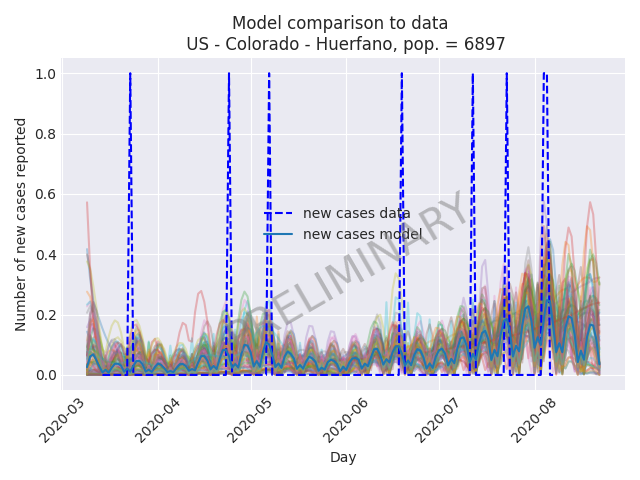 Model comparison to data
US - Colorado - Huerfano, pop. = 6897
1.0
0.8
0.6
0.4
0.2
0.0
Number of new cases reported
new cases data
new cases model
PRELIMINARY
2020-03
2020-04
2020-05
2020-06
2020-07
2020-08
Day